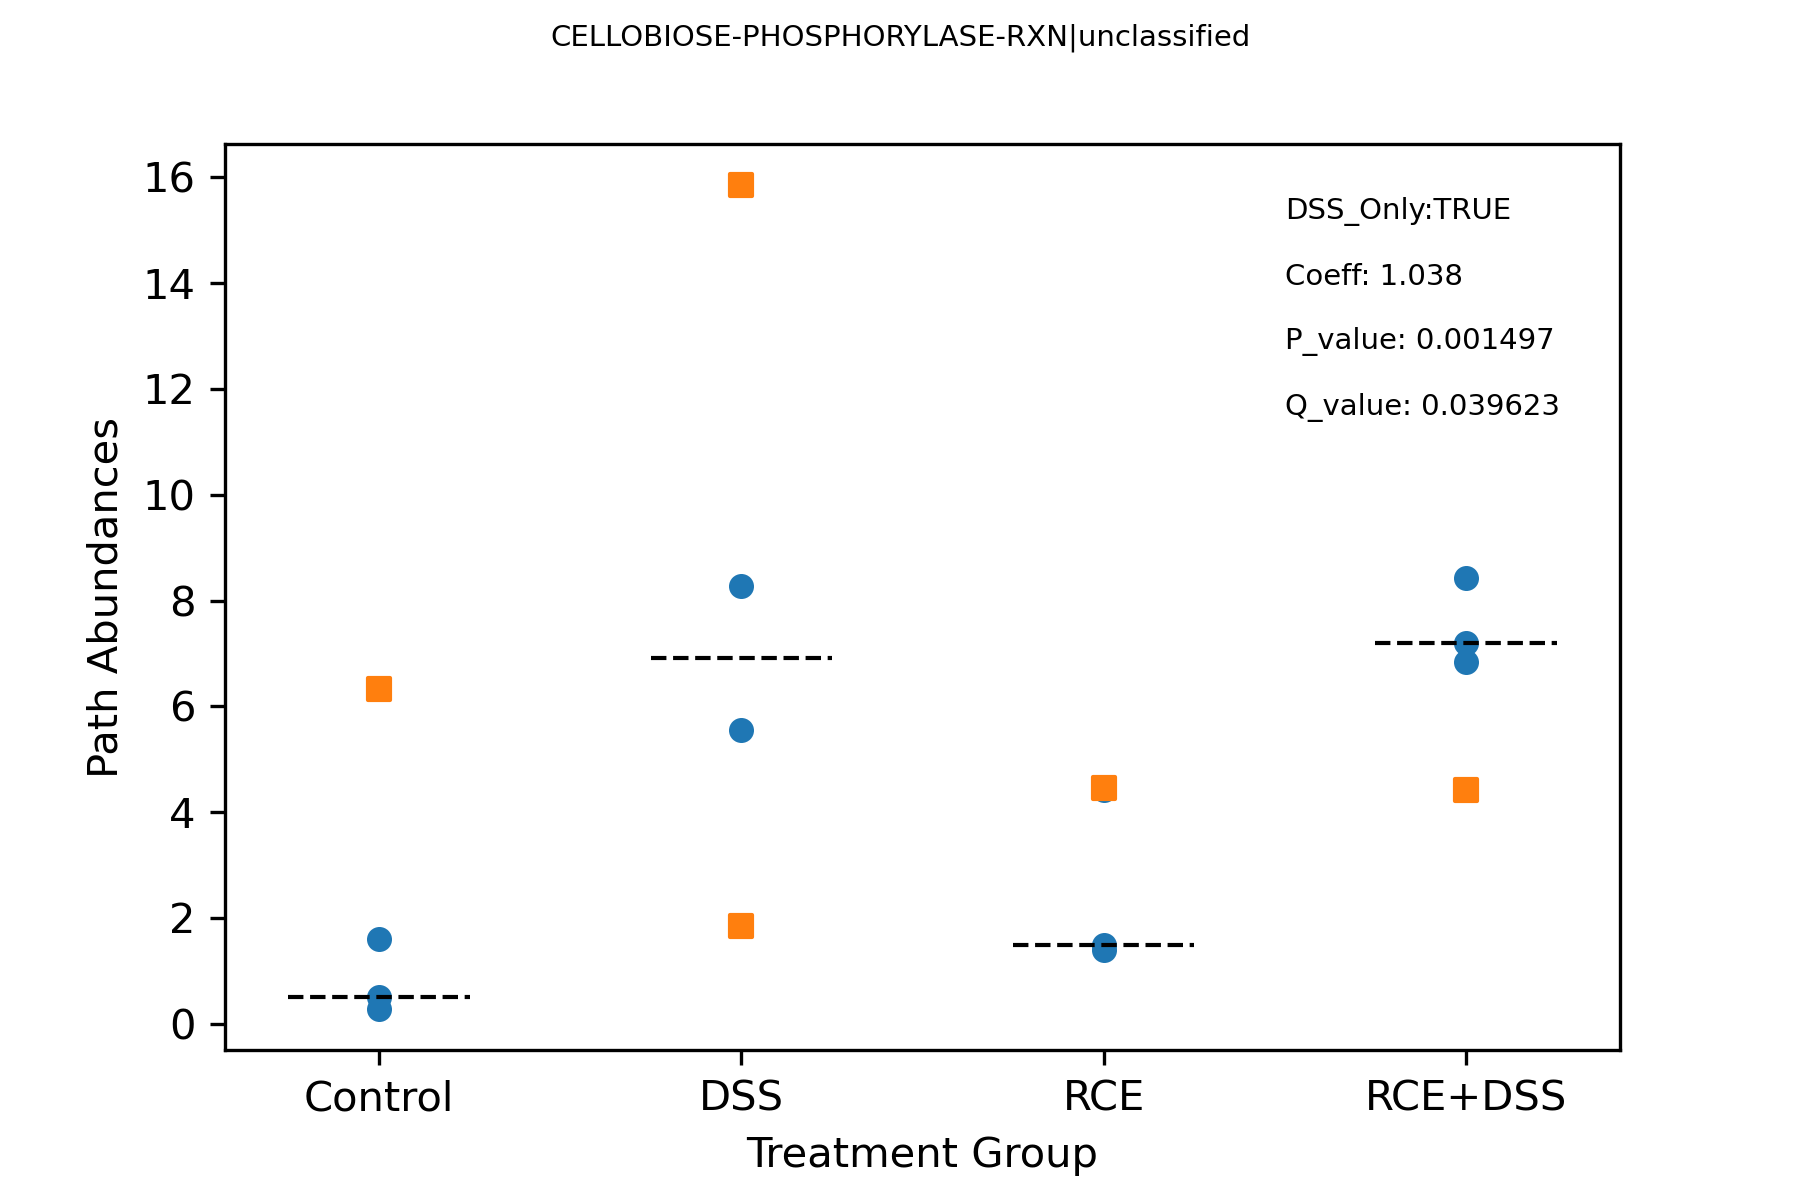 CELLOBIOSE-PHOSPHORYLASE-RXN|unclassified
16
14
12
10
8
6
4
2
0
Path Abundances
DSS_Only:TRUE
Coeff: 1.038
P_value: 0.001497
Q_value: 0.039623
Control DSS RCE RCE+DSS
Treatment Group